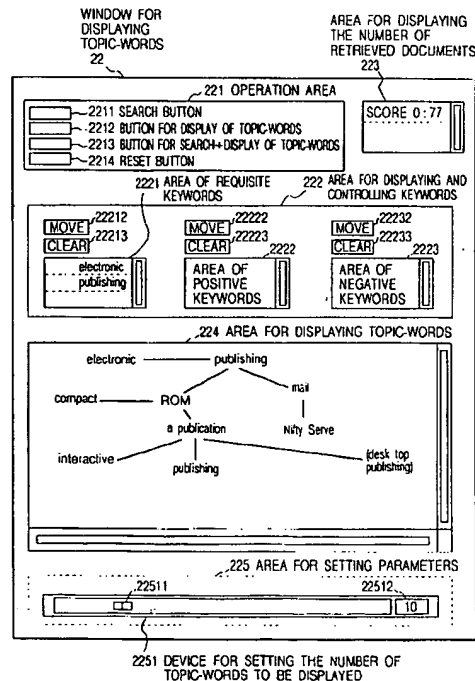 WINDOW FOR
DISPLAYING
TOPIC-WORDS
22
AREA FOR DISPLAYING
THE NUMBER OF
RETRIEVED DOCUMENTS
223
221 OPERATION AREA
2211 SEARCH BUTTON
2212 BUTTON FOR DISPLAY OF TOPIC-WORDS
2213 BUTTON FOR SEARCH+DISPLAY OF TOPIC-WORDS
2214 RESET BUTTON
SCORE 0:77
2221 AREA OF REQUISITE
KEYWORDS
222 AREA FOR DISPLAYING AND
CONTROLLING KEYWORDS
MOVE 22212
CLEAR 22213
electronic
publishing
MOVE 22222
CLEAR 22223
2222
AREA OF
POSITIVE
KEYWORDS
MOVE 22232
CLEAR 22233
2223
AREA OF
NEGATIVE
KEYWORDS
224 AREA FOR DISPLAYING TOPIC-WORDS
electronic publishing
compact ROM mail
a publication Nifty Serve
interactive publishing (desk top
publishing)
225 AREA FOR SETTING PARAMETERS
22511 22512
10
2251 DEVICE FOR SETTING THE NUMBER OF
TOPIC-WORDS TO BE DISPLAYED